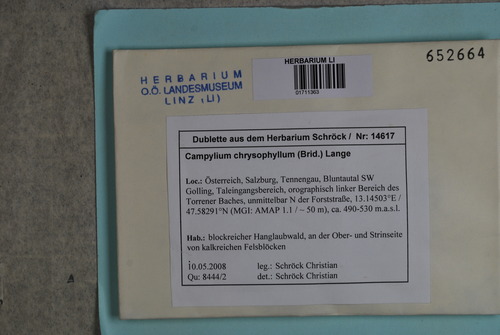 652664
HERBARIUM LI
01711363
HERBARIUM
O.Ö. LANDESMUSEUM
LINZ (LI)
Dublette aus dem Herbarium Schröck / Nr: 14617
Campylium chrysophyllum (Brid.) Lange
Loc.: Österreich, Salzburg, Tennengau, Bluntautal SW
Golling, Taleingangsbereich, orographisch linker Bereich des
Torrener Baches, unmittelbar N der Forststraße, 13.14503°E /
47.58291°N (MGI: AMAP 1.1 / ~ 50 m), ca. 490-530 m.a.s.l.
Hab.: blockreicher Hanglaubwald, an der Ober- und Strinseite
von kalkreichen Felsblöcken
10.05.2008 leg.: Schröck Christian
Qu: 8444/2 det.: Schröck Christian